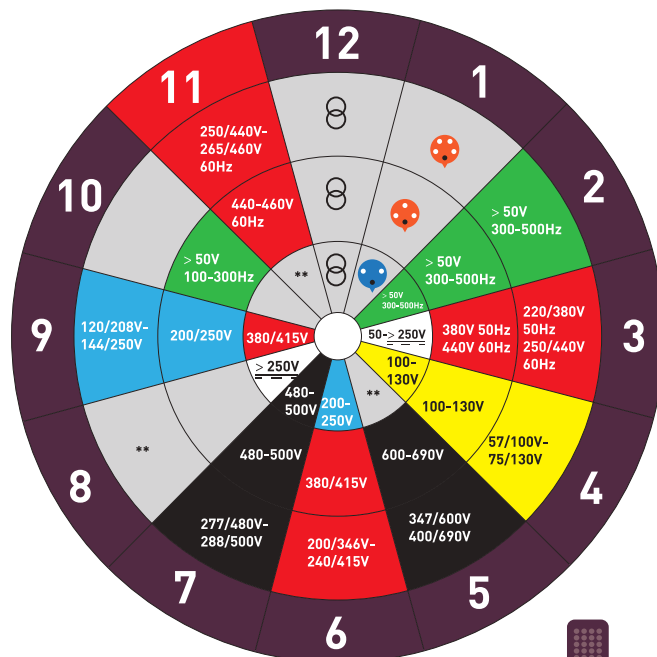 12
1
2
> 50V
300-500Hz
> 50V
300-500Hz
> 50V
300-500Hz
3
220/380V
50Hz
250/440V
60Hz
380V 50Hz
440V 60Hz
50-> 250V
4
57/100V-
75/130V
100-130V
100-
130V
5
347/600V
400/690V
600-690V
**
6
200/346V-
240/415V
380/415V
200-
250V
7
277/480V-
288/500V
480-500V
480-
500V
8
**
> 250V
9
120/208V-
144/250V
200/250V
380/415V
10
> 50V
100-300Hz
11
250/440V-
265/460V
60Hz
440-460V
60Hz
**